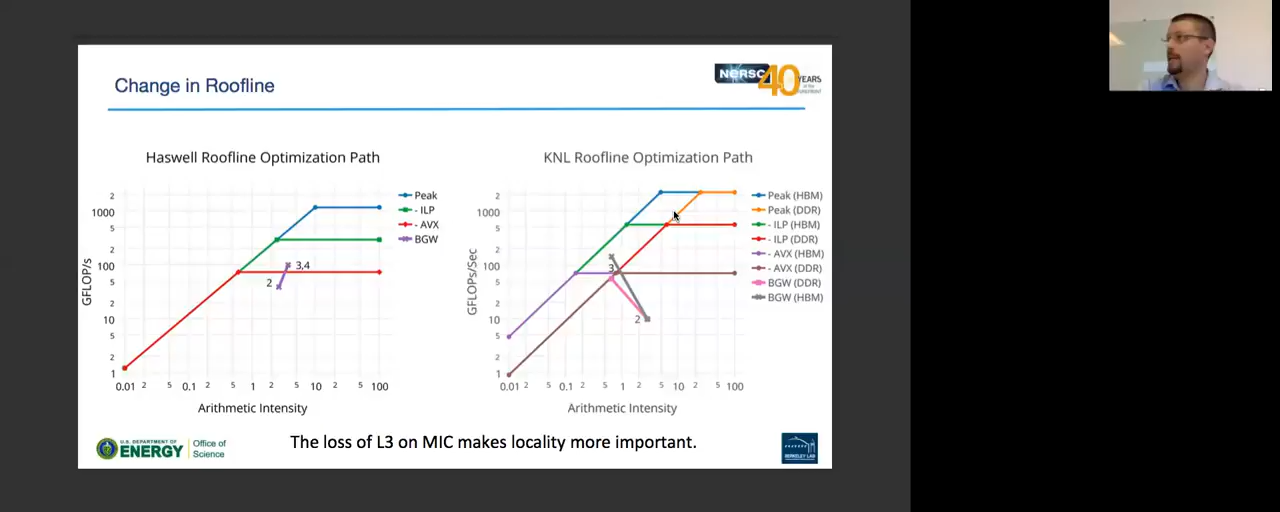 Change in Roofline
NERSC 40 YEARS
Haswell Roofline Optimization Path
GFLOP/s
2
1000
5
2
100
5
2
10
5
2
1
0.01 2 5 0.1 2 5 1 2 5 10 2 5 100
Arithmetic Intensity
2
3,4
Peak
- ILP
- AVX
BGW
KNL Roofline Optimization Path
GFLOPs/Sec
2
1000
5
2
100
5
2
10
5
2
1
0.01 2 5 0.1 2 5 1 2 5 10 2 5 100
Arithmetic Intensity
3
2
Peak (HBM)
Peak (DDR)
- ILP (HBM)
- ILP (DDR)
- AVX (HBM)
- AVX (DDR)
BGW (DDR)
BGW (HBM)
The loss of L3 on MIC makes locality more important.
U.S. DEPARTMENT OF
ENERGY
Office of
Science
BERKELEY LAB